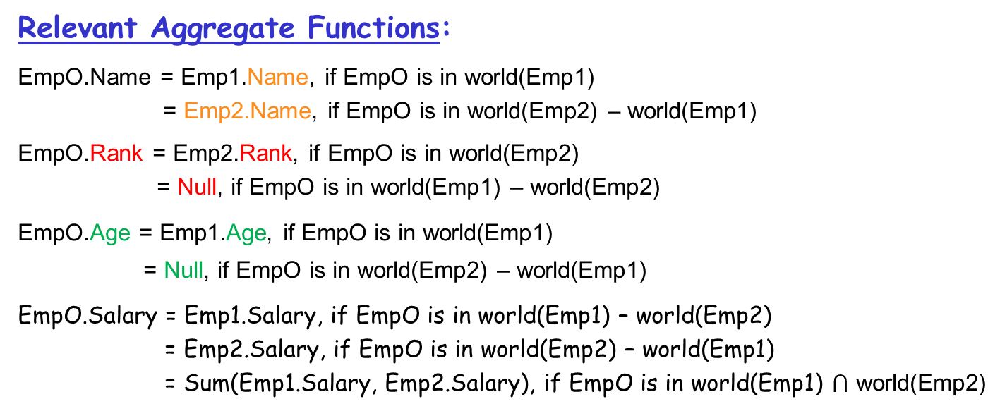 Relevant Aggregate Functions:
EmpO.Name = Emp1.Name, if EmpO is in world(Emp1)
= Emp2.Name, if EmpO is in world(Emp2) – world(Emp1)
EmpO.Rank = Emp2.Rank, if EmpO is in world(Emp2)
= Null, if EmpO is in world(Emp1) – world(Emp2)
EmpO.Age = Emp1.Age, if EmpO is in world(Emp1)
= Null, if EmpO is in world(Emp2) – world(Emp1)
EmpO.Salary = Emp1.Salary, if EmpO is in world(Emp1) – world(Emp2)
= Emp2.Salary, if EmpO is in world(Emp2) – world(Emp1)
= Sum(Emp1.Salary, Emp2.Salary), if EmpO is in world(Emp1) ∩ world(Emp2)